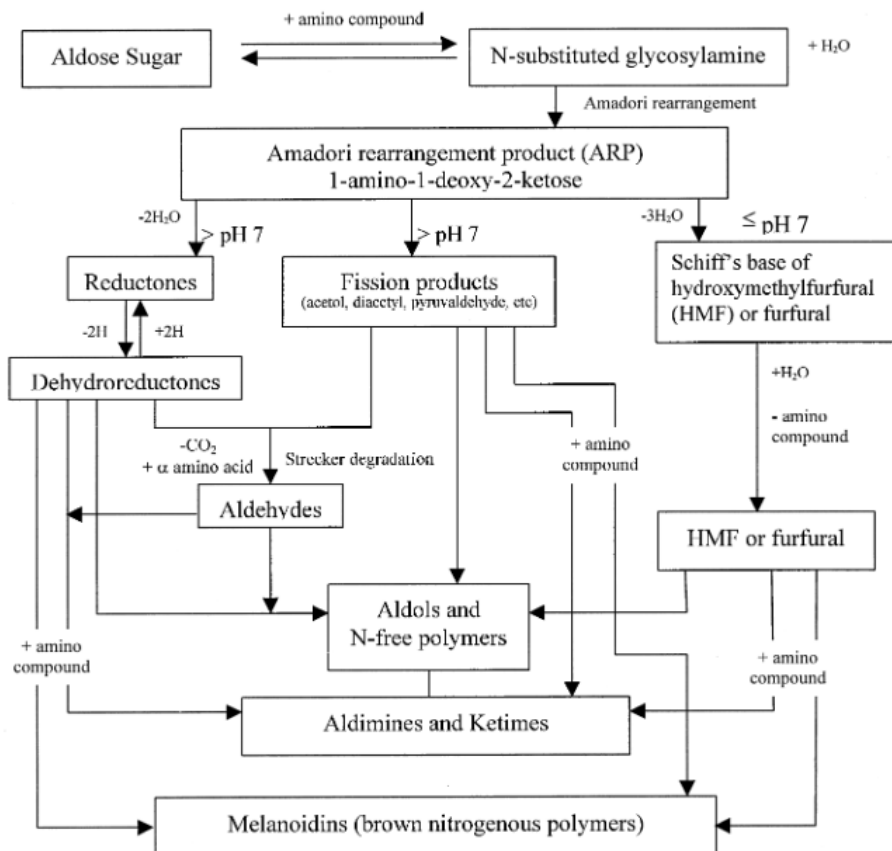 + amino compound
Aldose Sugar
N-substituted glycosylamine
+ H₂O
Amadori rearrangement
Amadori rearrangement product (ARP)
1-amino-1-deoxy-2-ketose
-2H₂O
> pH 7
> pH 7
-3H₂O
≤ pH 7
Reductones
Fission products
(acetol, diacetyl, pyruvaldehyde, etc)
Schiff's base of
hydroxymethylfurfural
(HMF) or furfural
-2H
+2H
Dehydroreductones
+H₂O
- amino
compound
-CO₂
+ α amino acid
Strecker degradation
+ amino
compound
Aldehydes
HMF or furfural
Aldols and
N-free polymers
+ amino
compound
+ amino
compound
Aldimines and Ketimes
Melanoidins (brown nitrogenous polymers)